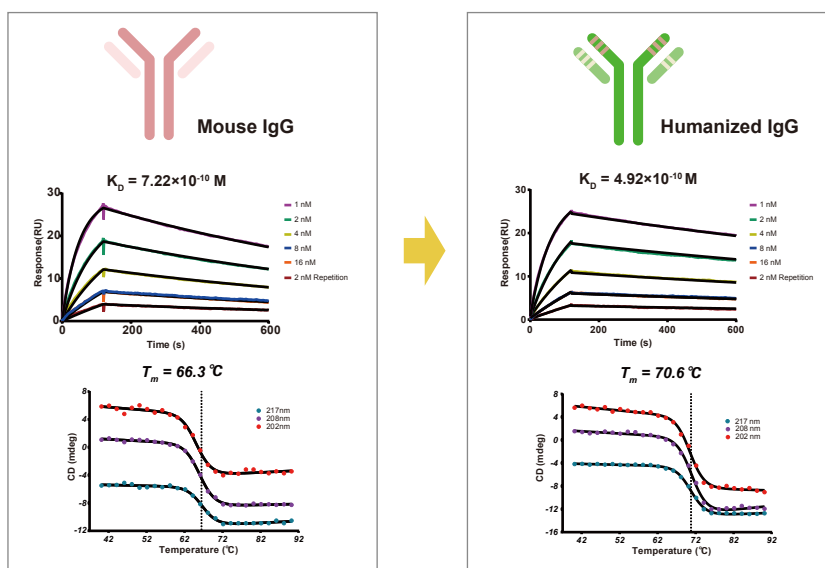 Mouse IgG
K_D = 7.22×10⁻¹⁰ M
30
20
10
0
Response(RU)
0 200 400 600
Time (s)
1 nM
2 nM
4 nM
8 nM
16 nM
2 nM Repetition
T_m = 66.3 ℃
8
4
0
-4
-8
-12
CD (mdeg)
42 52 62 72 82 92
Temperature (℃)
217nm
208nm
202nm
Humanized IgG
K_D = 4.92×10⁻¹⁰ M
30
20
10
0
Response(RU)
200 400 600
Time (s)
1 nM
2 nM
4 nM
8 nM
16 nM
2 nM Repetition
T_m = 70.6 ℃
8
4
0
-4
-8
-12
-16
CD (mdeg)
42 52 62 72 82 92
Temperature (℃)
217 nm
208 nm
202 nm